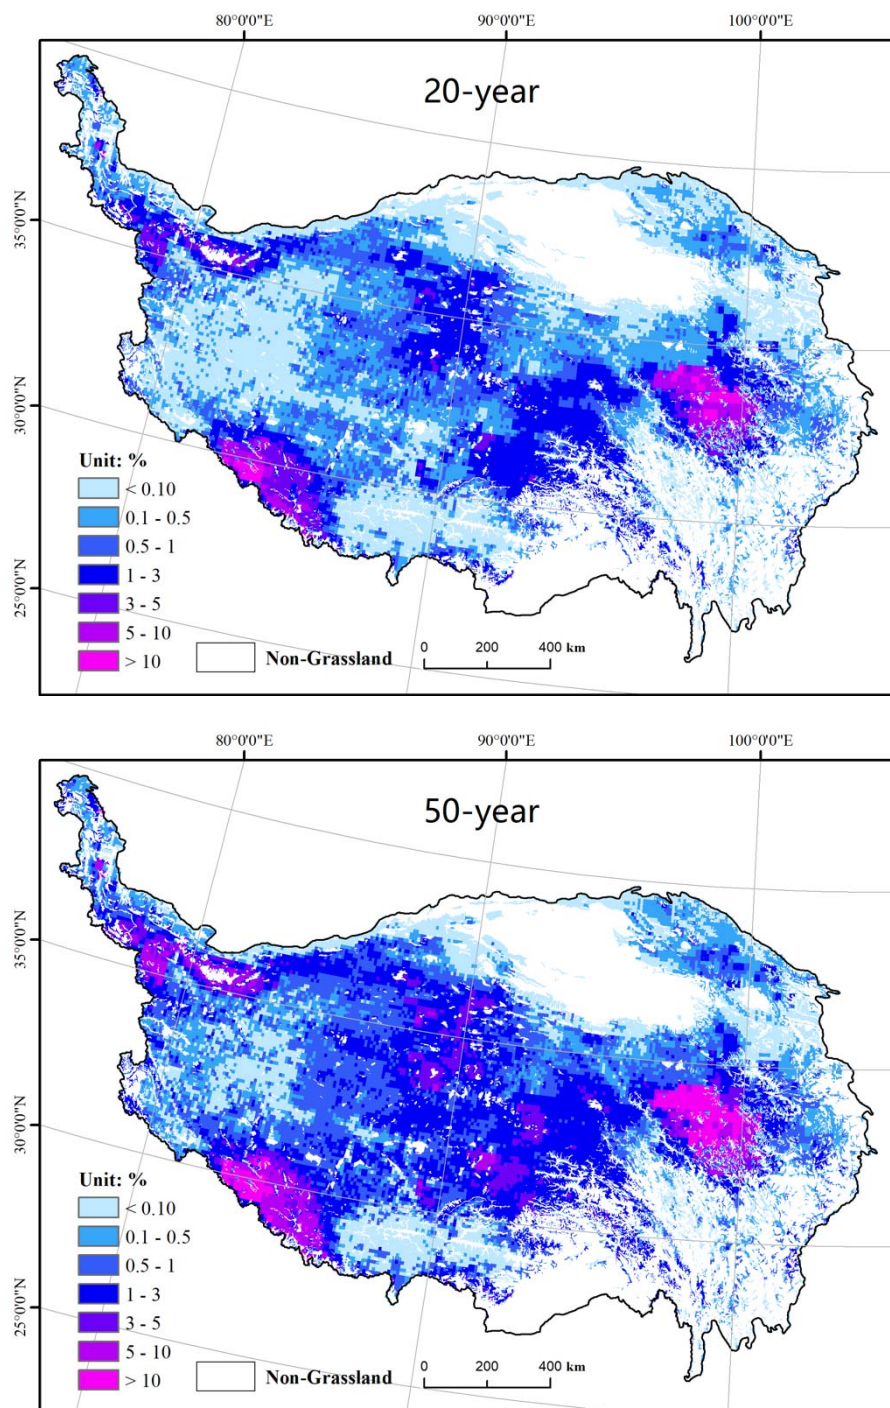 80°0'0"E 90°0'0"E 100°0'0"E
20-year
35°0'0"N
30°0'0"N
25°0'0"N
Unit: %
< 0.10
0.1 - 0.5
0.5 - 1
1 - 3
3 - 5
5 - 10
> 10
Non-Grassland
0 200 400 km
80°0'0"E 90°0'0"E 100°0'0"E
50-year
35°0'0"N
30°0'0"N
25°0'0"N
Unit: %
< 0.10
0.1 - 0.5
0.5 - 1
1 - 3
3 - 5
5 - 10
> 10
Non-Grassland
0 200 400 km